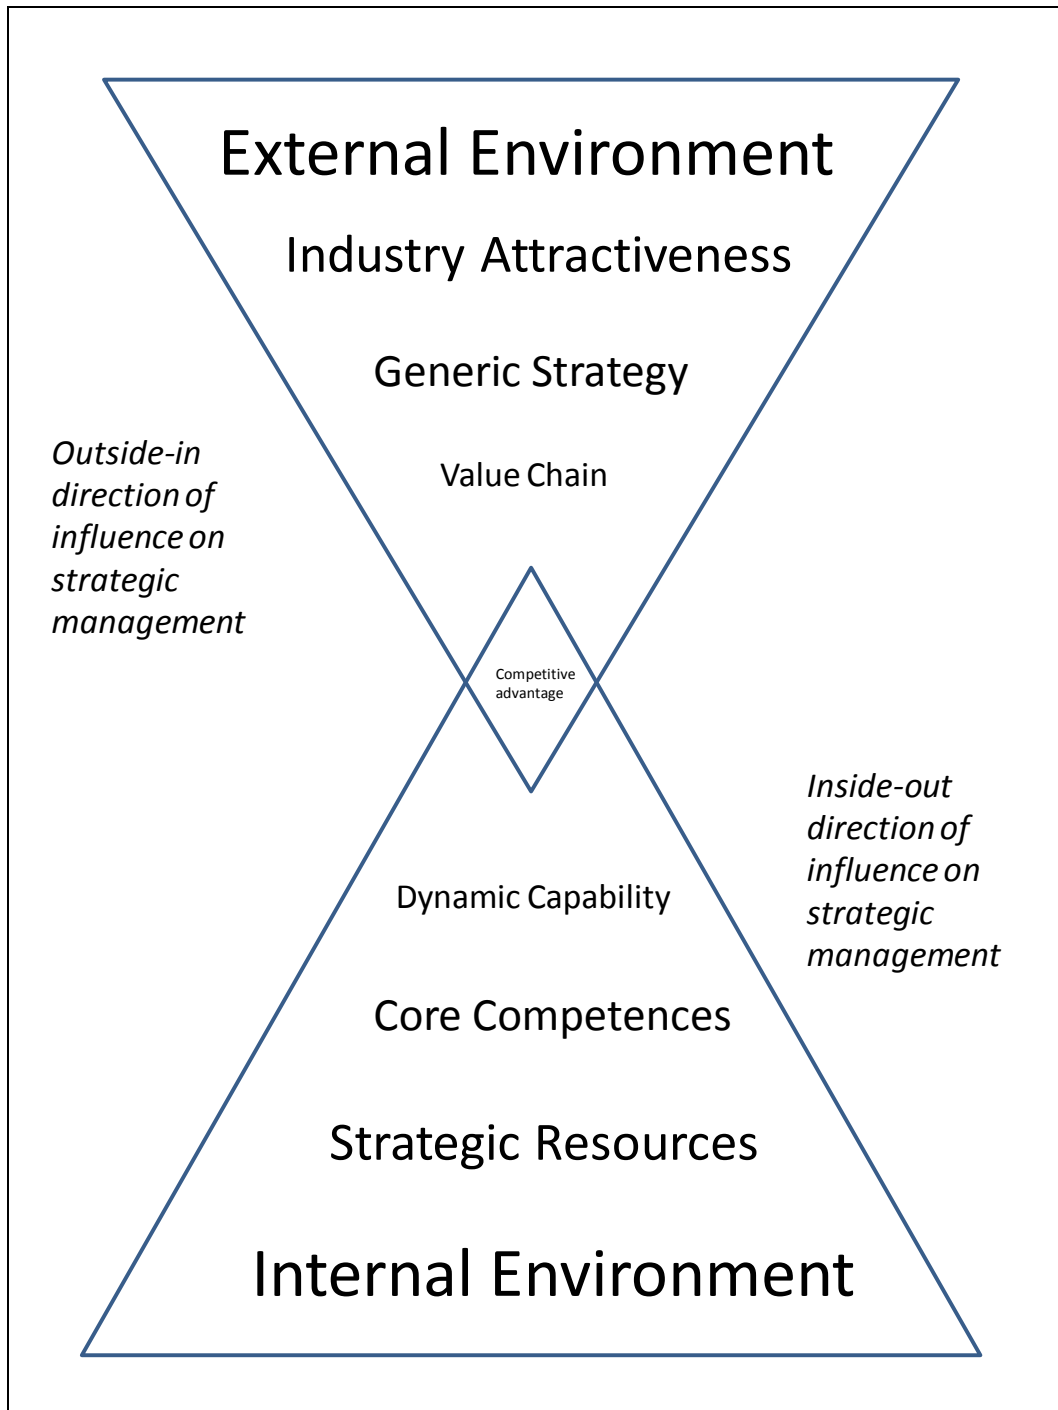 External Environment
Industry Attractiveness
Generic Strategy
Outside-in
direction of
influence on
strategic
management
Value Chain
Competitive
advantage
Inside-out
direction of
influence on
strategic
management
Dynamic Capability
Core Competences
Strategic Resources
Internal Environment